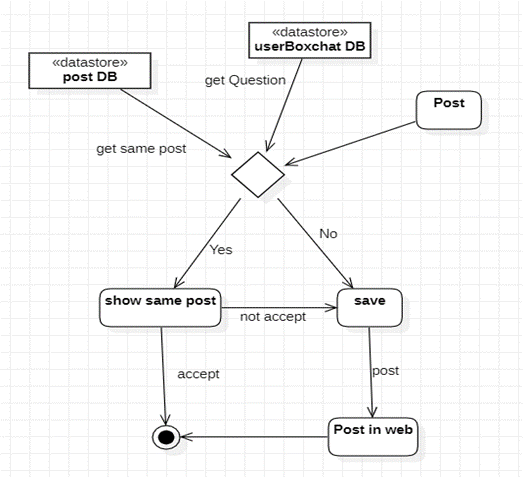 «datastore»
userBoxchat DB
«datastore»
post DB
get Question
Post
get same post
Yes
No
show same post
save
not accept
accept
post
Post in web